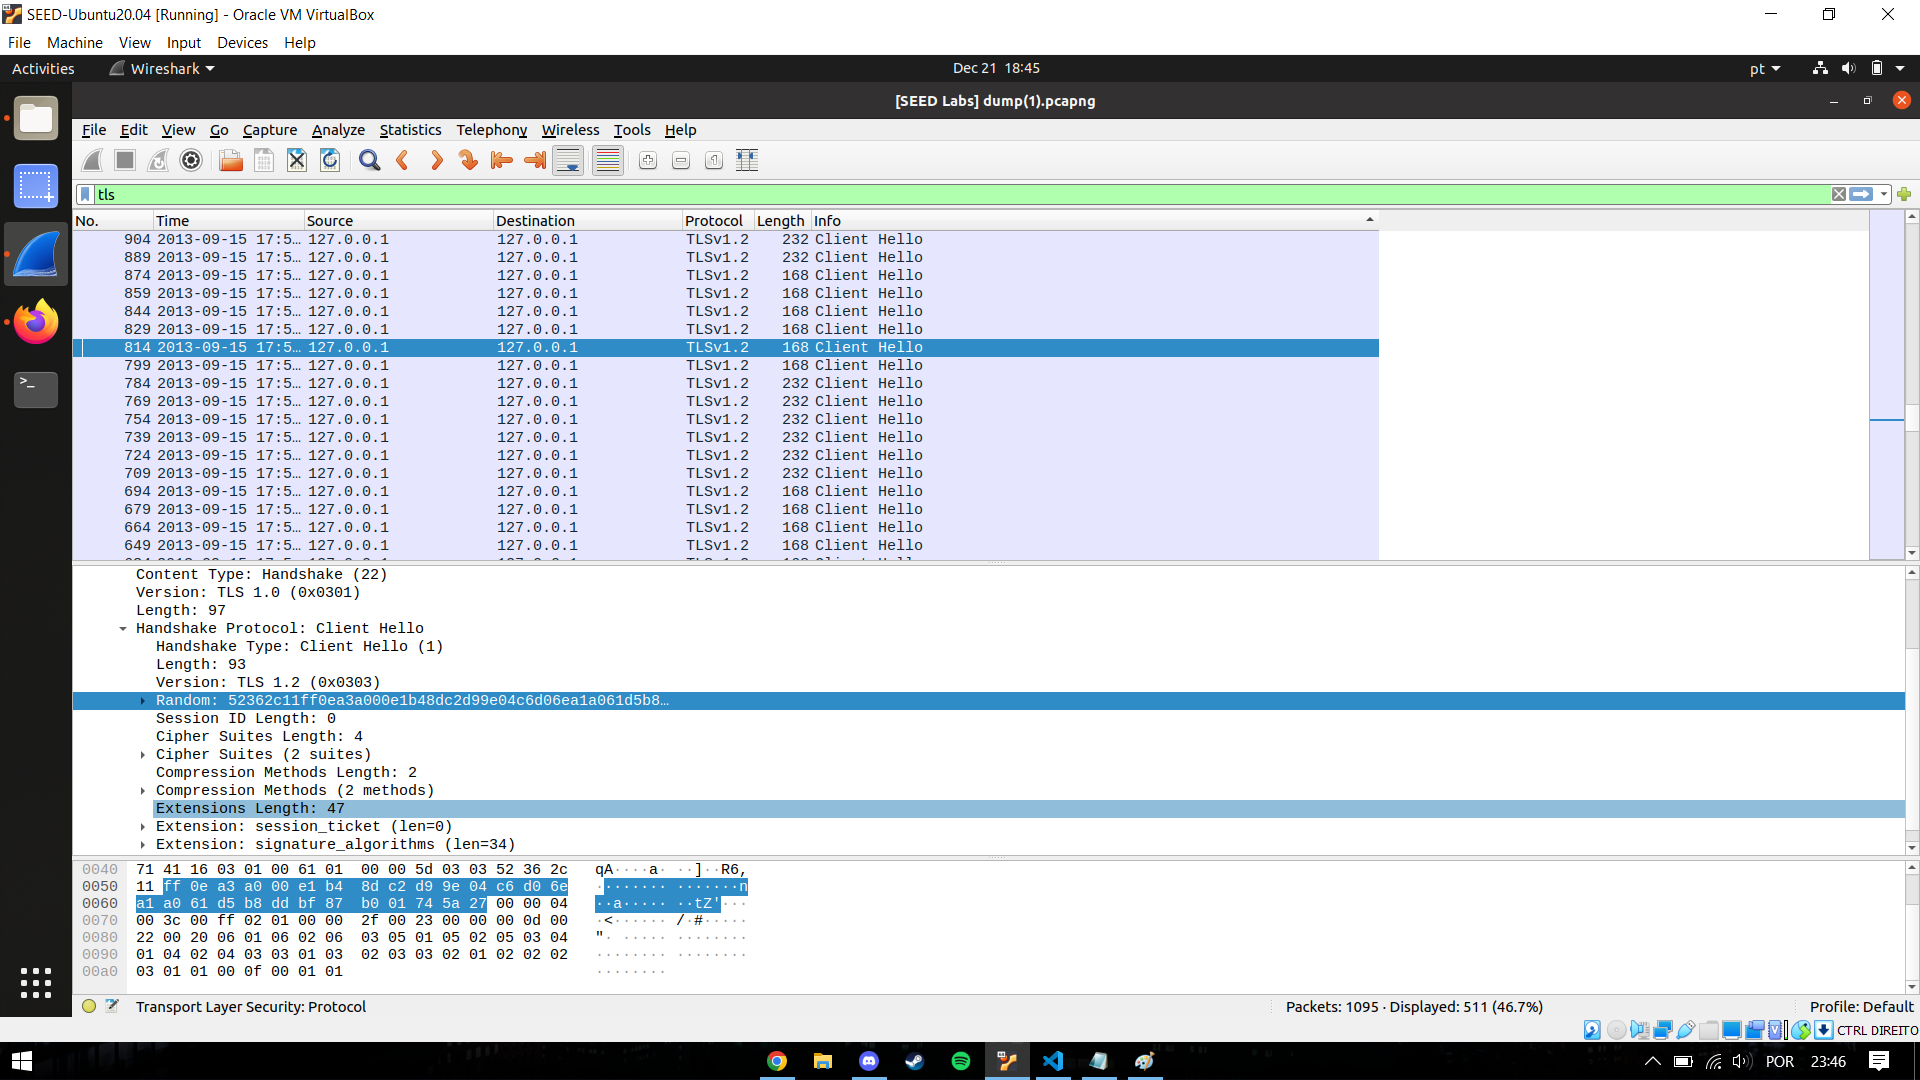 SEED-Ubuntu20.04 [Running] - Oracle VM VirtualBox
File Machine View Input Devices Help
Activities Wireshark Dec 21 18:45 pt
[SEED Labs] dump(1).pcapng
File Edit View Go Capture Analyze Statistics Telephony Wireless Tools Help
tls
No. Time Source Destination Protocol Length Info
904 2013-09-15 17:5… 127.0.0.1 127.0.0.1 TLSv1.2 232 Client Hello
889 2013-09-15 17:5… 127.0.0.1 127.0.0.1 TLSv1.2 232 Client Hello
874 2013-09-15 17:5… 127.0.0.1 127.0.0.1 TLSv1.2 168 Client Hello
859 2013-09-15 17:5… 127.0.0.1 127.0.0.1 TLSv1.2 168 Client Hello
844 2013-09-15 17:5… 127.0.0.1 127.0.0.1 TLSv1.2 168 Client Hello
829 2013-09-15 17:5… 127.0.0.1 127.0.0.1 TLSv1.2 168 Client Hello
814 2013-09-15 17:5… 127.0.0.1 127.0.0.1 TLSv1.2 168 Client Hello
799 2013-09-15 17:5… 127.0.0.1 127.0.0.1 TLSv1.2 168 Client Hello
784 2013-09-15 17:5… 127.0.0.1 127.0.0.1 TLSv1.2 232 Client Hello
769 2013-09-15 17:5… 127.0.0.1 127.0.0.1 TLSv1.2 232 Client Hello
754 2013-09-15 17:5… 127.0.0.1 127.0.0.1 TLSv1.2 232 Client Hello
739 2013-09-15 17:5… 127.0.0.1 127.0.0.1 TLSv1.2 232 Client Hello
724 2013-09-15 17:5… 127.0.0.1 127.0.0.1 TLSv1.2 232 Client Hello
709 2013-09-15 17:5… 127.0.0.1 127.0.0.1 TLSv1.2 232 Client Hello
694 2013-09-15 17:5… 127.0.0.1 127.0.0.1 TLSv1.2 168 Client Hello
679 2013-09-15 17:5… 127.0.0.1 127.0.0.1 TLSv1.2 168 Client Hello
664 2013-09-15 17:5… 127.0.0.1 127.0.0.1 TLSv1.2 168 Client Hello
649 2013-09-15 17:5… 127.0.0.1 127.0.0.1 TLSv1.2 168 Client Hello
Content Type: Handshake (22)
Version: TLS 1.0 (0x0301)
Length: 97
Handshake Protocol: Client Hello
Handshake Type: Client Hello (1)
Length: 93
Version: TLS 1.2 (0x0303)
Random: 52362c11ff0ea3a000e1b48dc2d99e04c6d06ea1a061d5b8…
Session ID Length: 0
Cipher Suites Length: 4
Cipher Suites (2 suites)
Compression Methods Length: 2
Compression Methods (2 methods)
Extensions Length: 47
Extension: session_ticket (len=0)
Extension: signature_algorithms (len=34)
0040 71 41 16 03 01 00 61 01 00 00 5d 03 03 52 36 2c qA····a· ··]··R6,
0050 11 ff 0e a3 a0 00 e1 b4 8d c2 d9 9e 04 c6 d0 6e ········ ·······n
0060 a1 a0 61 d5 b8 dd bf 87 b0 01 74 5a 27 00 00 04 ··a····· ··tZ'···
0070 00 3c 00 ff 02 01 00 00 2f 00 23 00 00 00 0d 00 ·<······ /·#·····
0080 22 00 20 06 01 06 02 06 03 05 01 05 02 05 03 04 "· ····· ········
0090 01 04 02 04 03 03 01 03 02 03 03 02 01 02 02 02 ········ ········
00a0 03 01 01 00 0f 00 01 01 ········
Transport Layer Security: Protocol Packets: 1095 · Displayed: 511 (46.7%) Profile: Default
CTRL DIREITO
POR 23:46